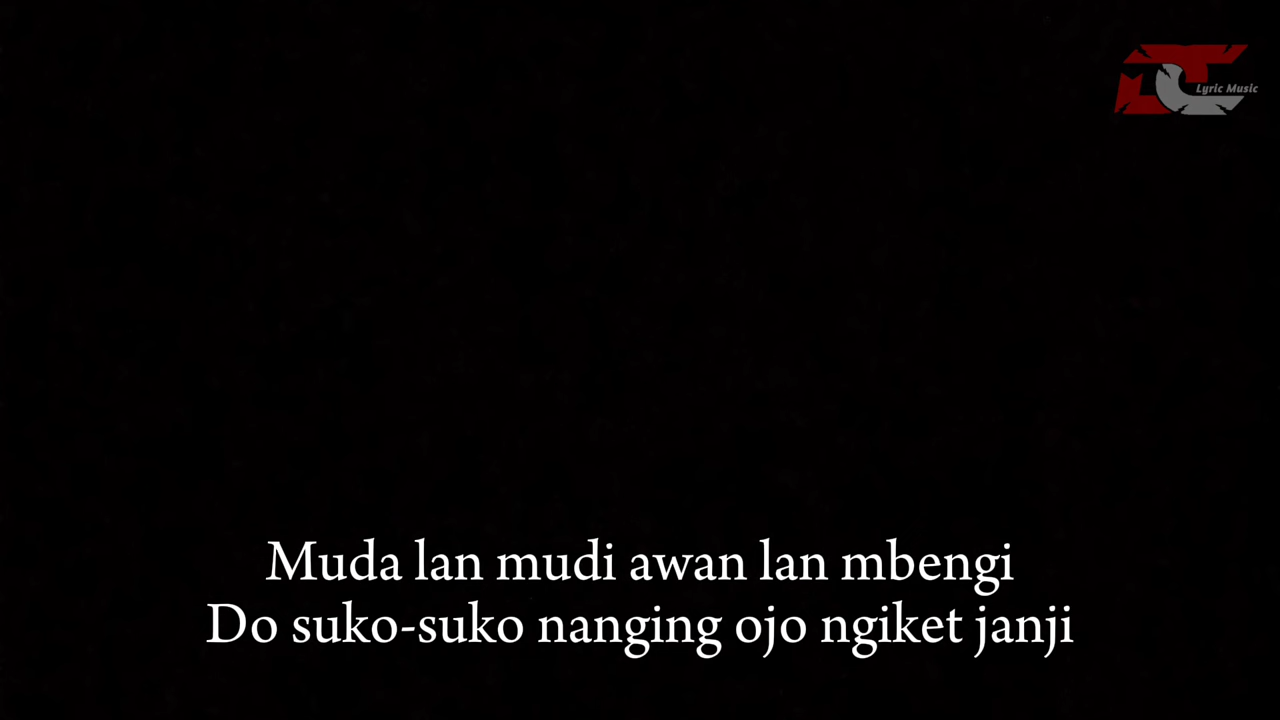 Lyric Music
Muda lan mudi awan lan mbengi
Do suko-suko nanging ojo ngiket janji